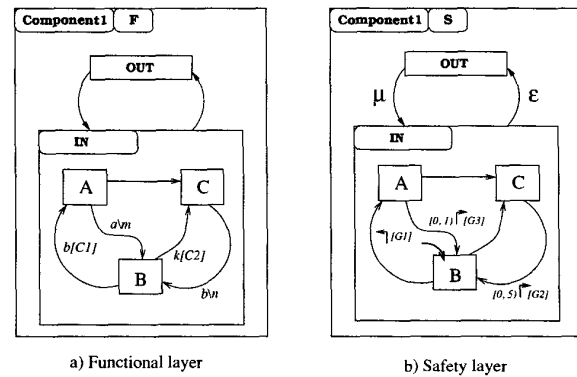 Component1 F
OUT
IN
A
C
a\m
b[C1]
k[C2]
B
b\n
a) Functional layer
Component1 S
OUT
μ
ε
IN
A
C
[0, 1) [G3]
[G1]
B
[0, 5) [G2]
b) Safety layer